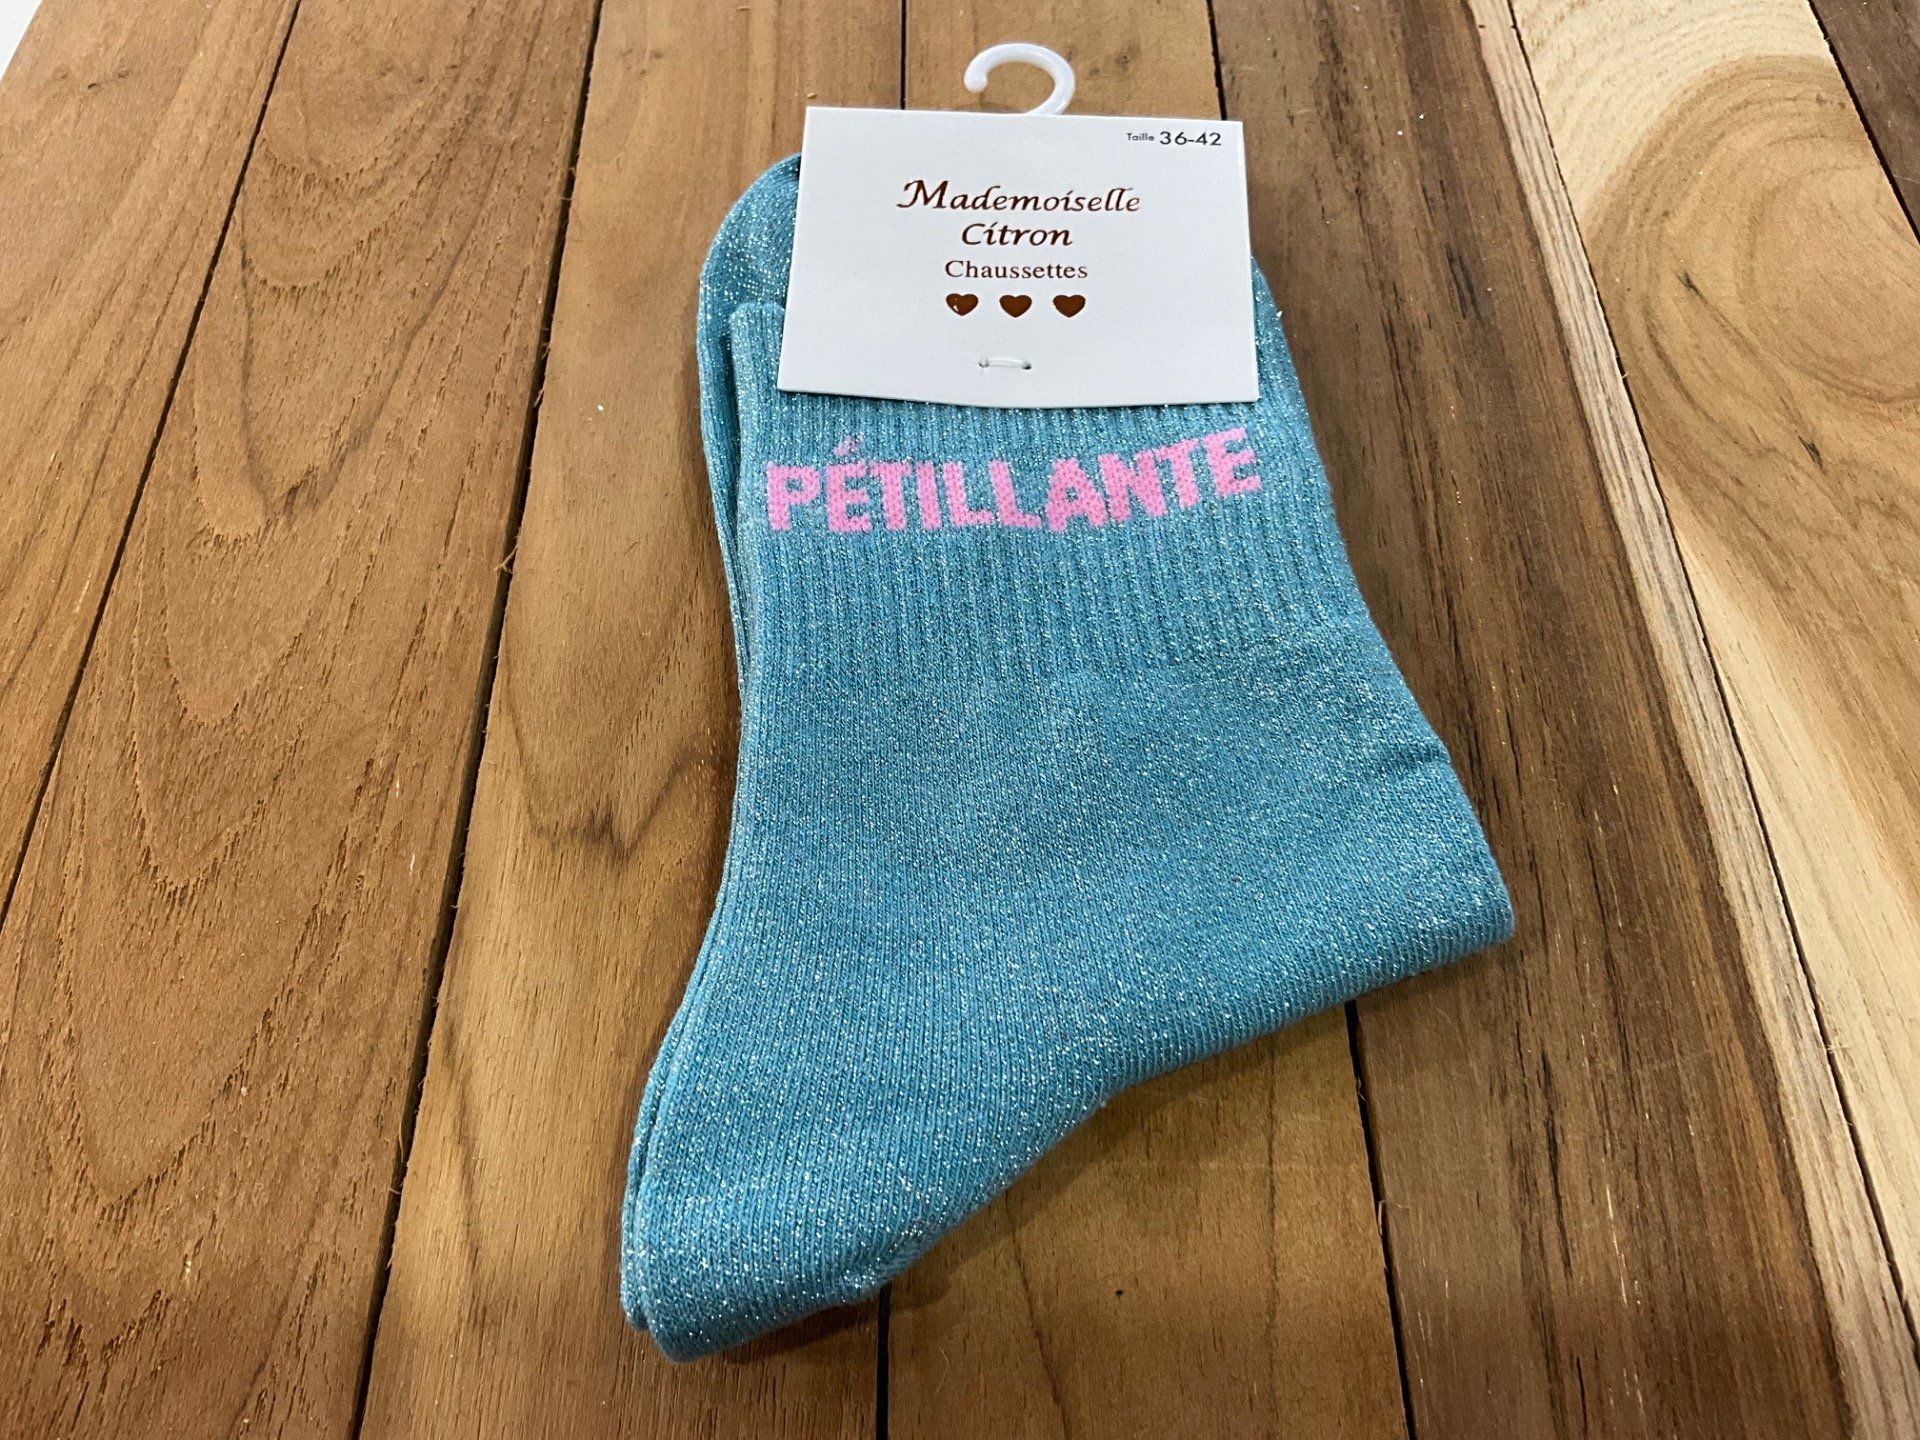 Taille 36-42
Mademoiselle
Citron
Chaussettes
PÉTILLANTE